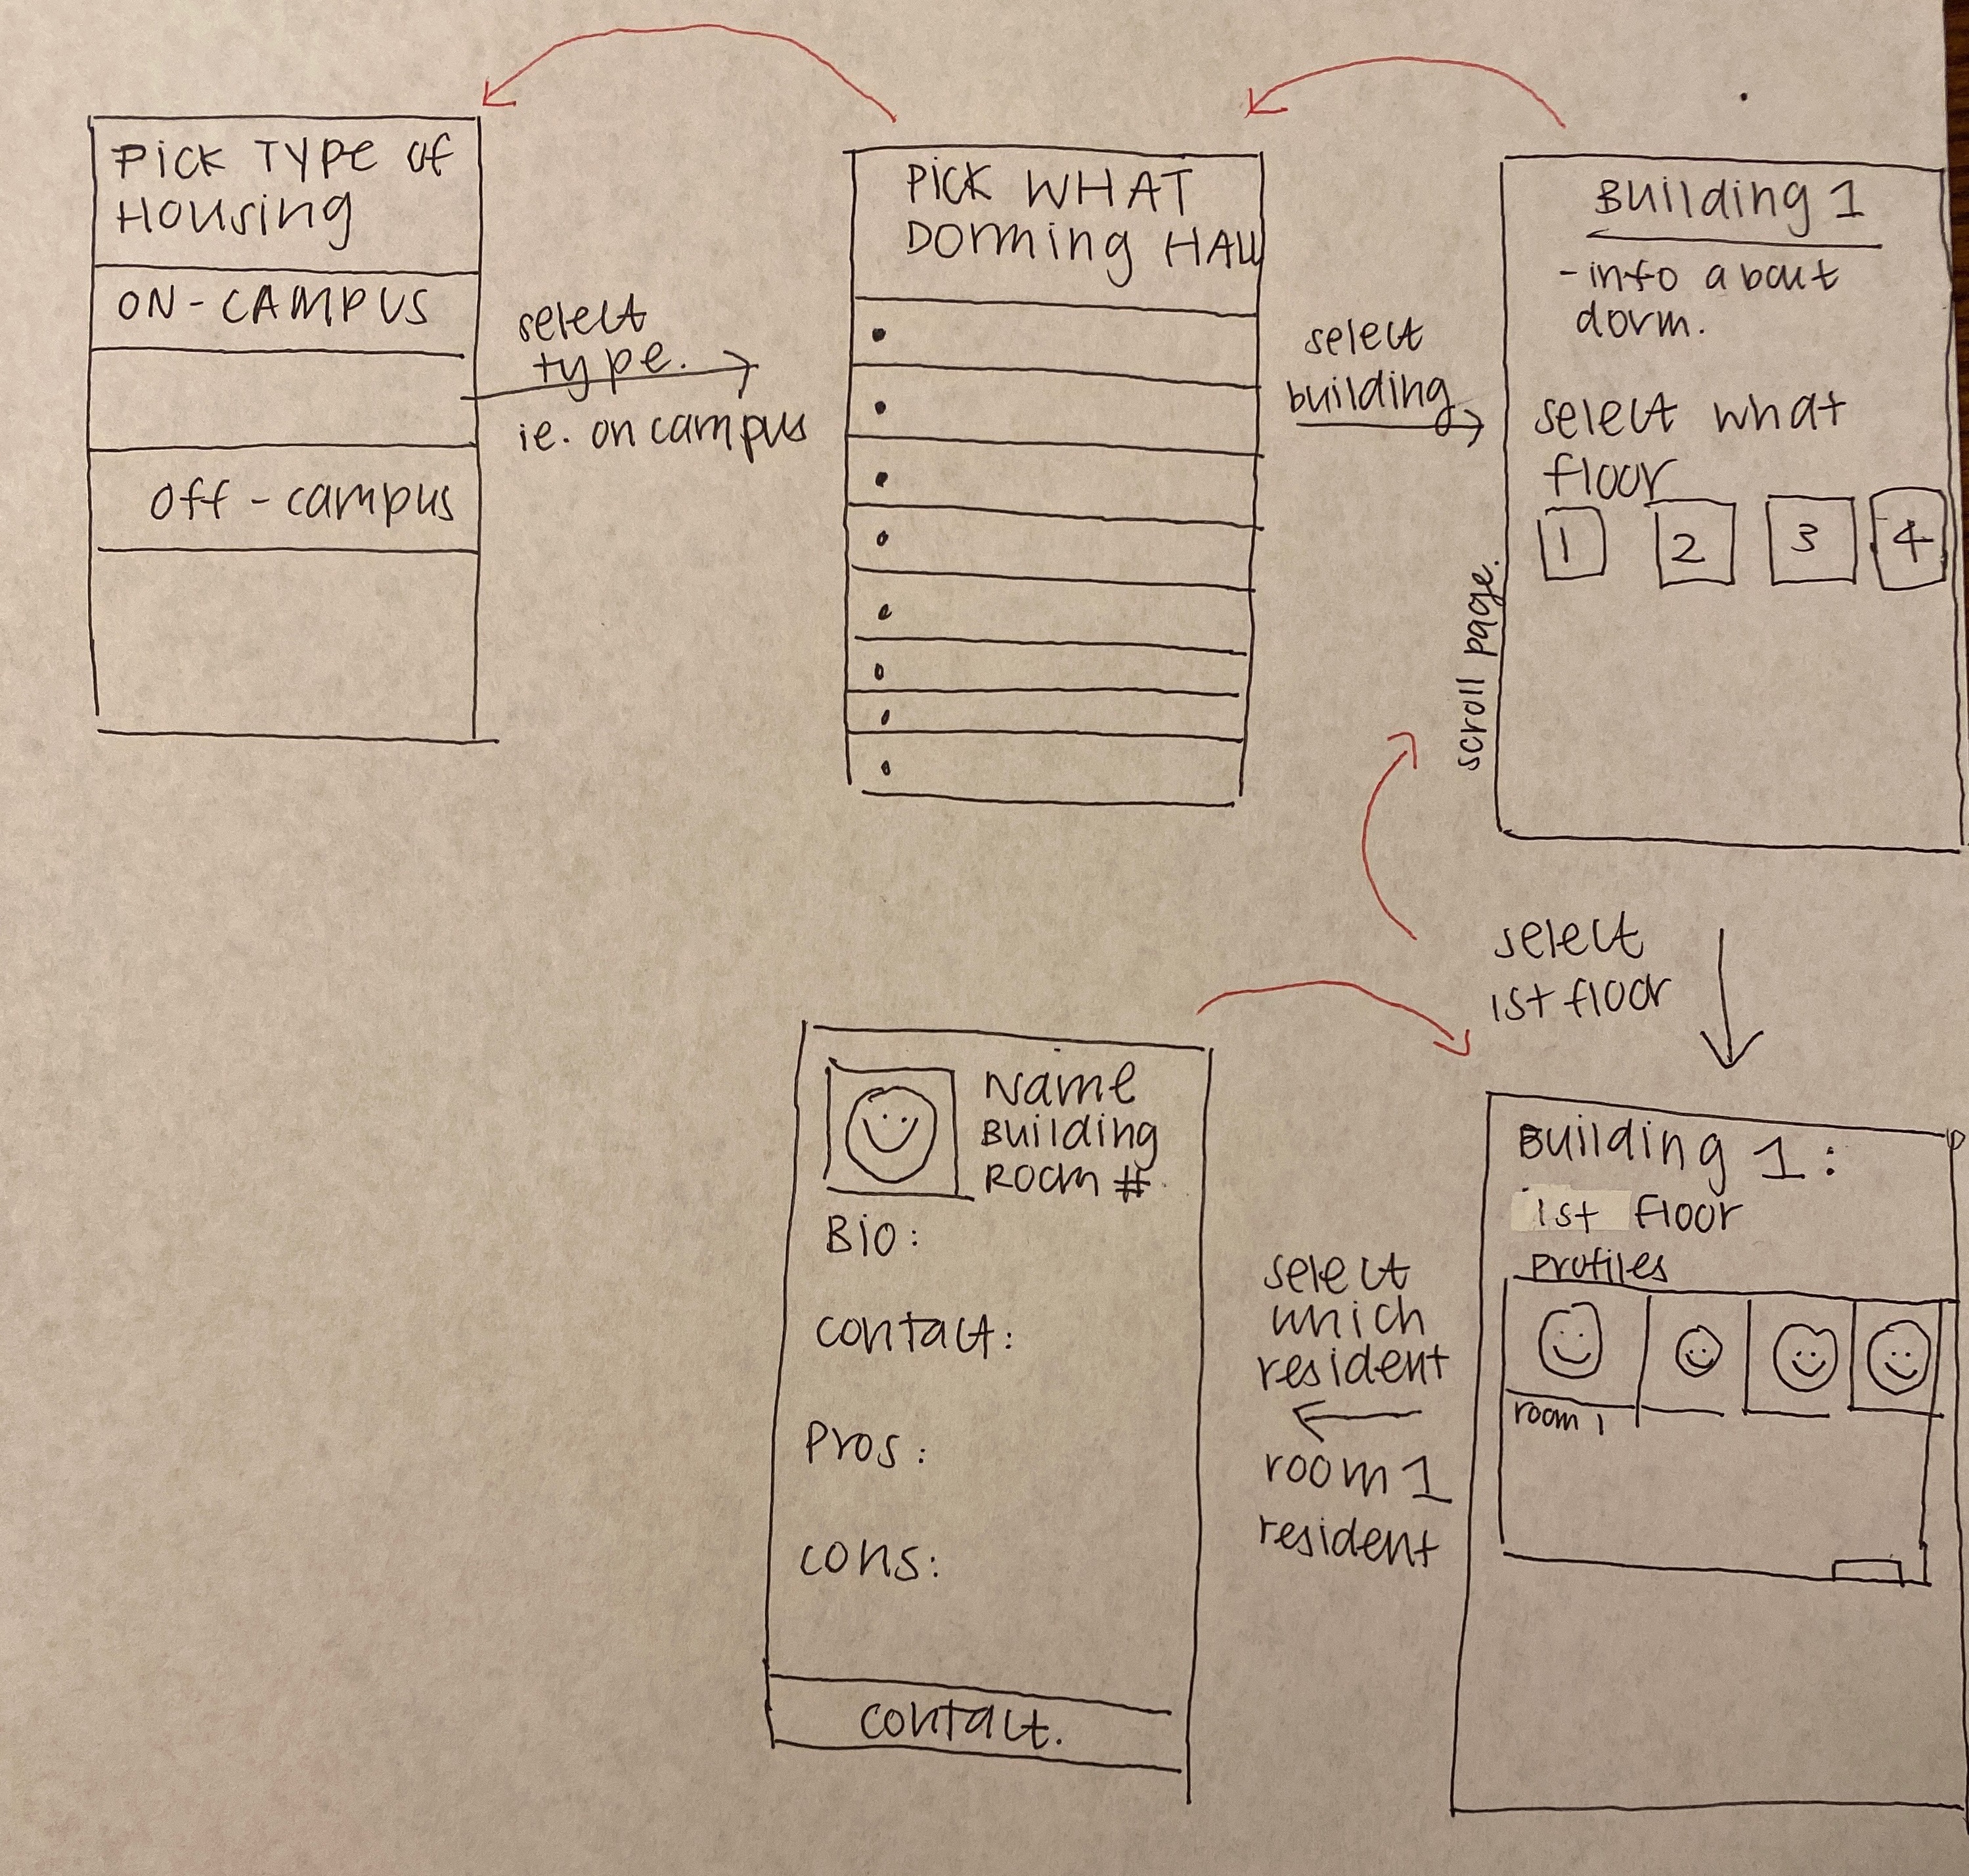 PICK TYPE OF
HOUSING
ON-CAMPUS
Off-campus
select
type.
ie. on campus
PICK WHAT
DORMING HALL
select
building
Building 1
-info about
dorm.
select what
floor
1 2 3 4
scroll page.
select
1st floor
Building 1:
1st Floor
Profiles
room 1
select
which
resident
room 1
resident
Name
Building
Room #
Bio:
contact:
Pros:
cons:
contact.